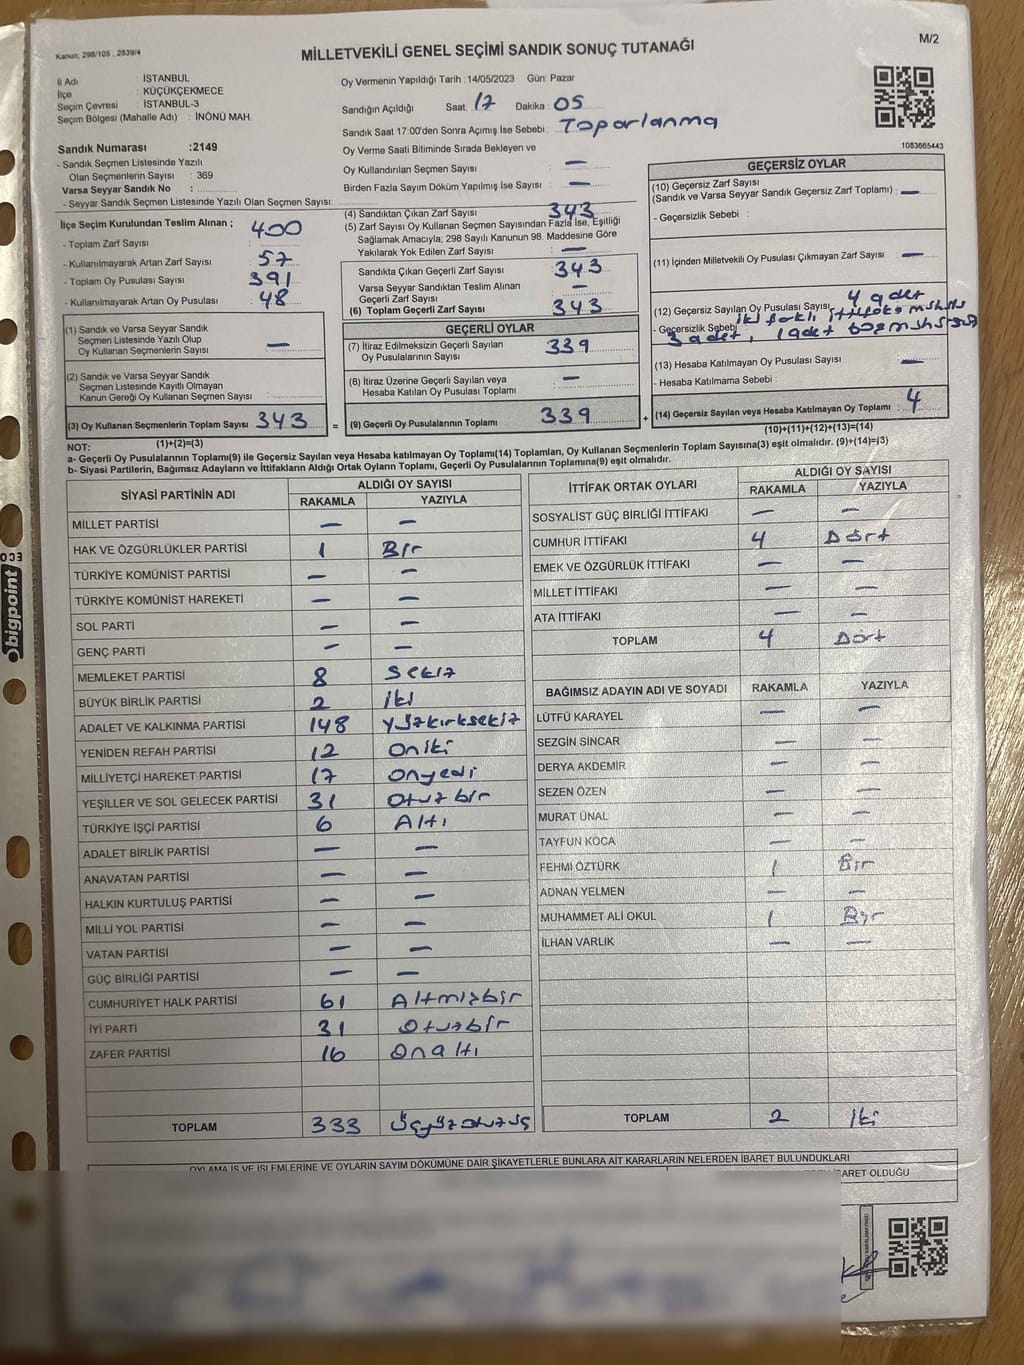 Kanun, 298/105 , 2839/4
M/2
MİLLETVEKİLİ GENEL SEÇİMİ SANDIK SONUÇ TUTANAĞI
İl Adı : İSTANBUL
İlçe : KÜÇÜKÇEKMECE
Seçim Çevresi : İSTANBUL-3
Seçim Bölgesi (Mahalle Adı) : İNÖNÜ MAH.
Sandık Numarası :2149
- Sandık Seçmen Listesinde Yazılı
Olan Seçmenlerin Sayısı : 369
Varsa Seyyar Sandık No :
- Seyyar Sandık Seçmen Listesinde Yazılı Olan Seçmen Sayısı:
Oy Vermenin Yapıldığı Tarih :14/05/2023 Gün: Pazar
Sandığın Açıldığı Saat: 17 Dakika : 05
Sandık Saat 17:00'den Sonra Açımış İse Sebebi : Toparlanma
Oy Verme Saati Bitiminde Sırada Bekleyen ve
Oy Kullandırılan Seçmen Sayısı : —
Birden Fazla Sayım Döküm Yapılmış İSe Sayısı : —
1083665443
İlçe Seçim Kurulundan Teslim Alınan ;
- Toplam Zarf Sayısı : 400
- Kullanılmayarak Artan Zarf Sayısı : 57
- Toplam Oy Pusulası Sayısı : 391
- Kullanılmayarak Artan Oy Pusulası : 48
(1) Sandık ve Varsa Seyyar Sandık
Seçmen Listesinde Yazılı Olup
Oy Kullanan Seçmenlerin Sayısı : —
(2) Sandık ve Varsa Seyyar Sandık
Seçmen Listesinde Kayıtlı Olmayan
Kanun Gereği Oy Kullanan Seçmen Sayısı :
(3) Oy Kullanan Seçmenlerin Toplam Sayısı : 343
(1)+(2)=(3)
(4) Sandıktan Çıkan Zarf Sayısı : 343
(5) Zarf Sayısı Oy Kullanan Seçmen Sayısından Fazla İse, Eşitliği
Sağlamak Amacıyla; 298 Sayılı Kanunun 98. Maddesine Göre
Yakılarak Yok Edilen Zarf Sayısı : —
Sandıkta Çıkan Geçerli Zarf Sayısı : 343
Varsa Seyyar Sandıktan Teslim Alınan
Geçerli Zarf Sayısı : —
(6) Toplam Geçerli Zarf Sayısı : 343
GEÇERLİ OYLAR
(7) İtiraz Edilmeksizin Geçerli Sayılan
Oy Pusulalarının Sayısı : 339
(8) İtiraz Üzerine Geçerli Sayılan veya
Hesaba Katılan Oy Pusulası Toplamı : —
= (9) Geçerli Oy Pusulalarının Toplamı : 339 +
GEÇERSİZ OYLAR
(10) Geçersiz Zarf Sayısı
(Sandık ve Varsa Seyyar Sandık Geçersiz Zarf Toplamı) : —
- Geçersizlik Sebebi :
(11) İçinden Milletvekili Oy Pusulası Çıkmayan Zarf Sayısı : —
(12) Geçersiz Sayılan Oy Pusulası Sayısı : 4 adet
- Geçersizlik Sebebi : iki farklı ittifaka
3 adet, 1 adet
(13) Hesaba Katılmayan Oy Pusulası Sayısı : —
- Hesaba Katılmama Sebebi :
(14) Geçersiz Sayılan veya Hesaba Katılmayan Oy Toplamı : 4
(10)+(11)+(12)+(13)=(14)
NOT:
a- Geçerli Oy Pusulalarının Toplamı(9) ile Geçersiz Sayılan veya Hesaba katılmayan Oy Toplamı(14) Toplamları, Oy Kullanan Seçmenlerin Toplam Sayısına(3) eşit olmalıdır. (9)+(14)=(3)
b- Siyasi Partilerin, Bağımsız Adayların ve İttifakların Aldığı Ortak Oyların Toplamı, Geçerli Oy Pusulalarının Toplamına(9) eşit olmalıdır.
SİYASİ PARTİNİN ADI ALDIĞI OY SAYISI
RAKAMLA YAZIYLA
MİLLET PARTİSİ — —
HAK VE ÖZGÜRLÜKLER PARTİSİ 1 Bir
TÜRKİYE KOMÜNİST PARTİSİ — —
TÜRKİYE KOMÜNİST HAREKETİ — —
SOL PARTİ — —
GENÇ PARTİ — —
MEMLEKET PARTİSİ 8 Sekiz
BÜYÜK BİRLİK PARTİSİ 2 iki
ADALET VE KALKINMA PARTİSİ 148 Yüzkırksekiz
YENİDEN REFAH PARTİSİ 12 Oniki
MİLLİYETÇİ HAREKET PARTİSİ 17 Onyedi
YEŞİLLER VE SOL GELECEK PARTİSİ 31 Otuzbir
TÜRKİYE İŞÇİ PARTİSİ 6 Altı
ADALET BİRLİK PARTİSİ — —
ANAVATAN PARTİSİ — —
HALKIN KURTULUŞ PARTİSİ — —
MİLLİ YOL PARTİSİ — —
VATAN PARTİSİ — —
GÜÇ BİRLİĞİ PARTİSİ — —
CUMHURİYET HALK PARTİSİ 61 Altmışbir
İYİ PARTİ 31 Otuzbir
ZAFER PARTİSİ 16 Onaltı
TOPLAM 333 Üçyüzotuzüç
İTTİFAK ORTAK OYLARI ALDIĞI OY SAYISI
RAKAMLA YAZIYLA
SOSYALİST GÜÇ BİRLİĞİ İTTİFAKI — —
CUMHUR İTTİFAKI 4 Dört
EMEK VE ÖZGÜRLÜK İTTİFAKI — —
MİLLET İTTİFAKI — —
ATA İTTİFAKI — —
TOPLAM 4 Dört
BAĞIMSIZ ADAYIN ADI VE SOYADI RAKAMLA YAZIYLA
LÜTFÜ KARAYEL — —
SEZGİN SİNCAR — —
DERYA AKDEMİR — —
SEZEN ÖZEN — —
MURAT ÜNAL — —
TAYFUN KOCA — —
FEHMİ ÖZTÜRK 1 Bir
ADNAN YELMEN — —
MUHAMMET ALİ OKUL 1 Bir
İLHAN VARLIK — —
TOPLAM 2 iki
OYLAMA İŞ VE İŞLEMLERİNE VE OYLARIN SAYIM DÖKÜMÜNE DAİR ŞİKAYETLERLE BUNLARA AİT KARARLARIN NELERDEN İBARET BULUNDUKLARI
BARET OLDUĞU
bigpoint